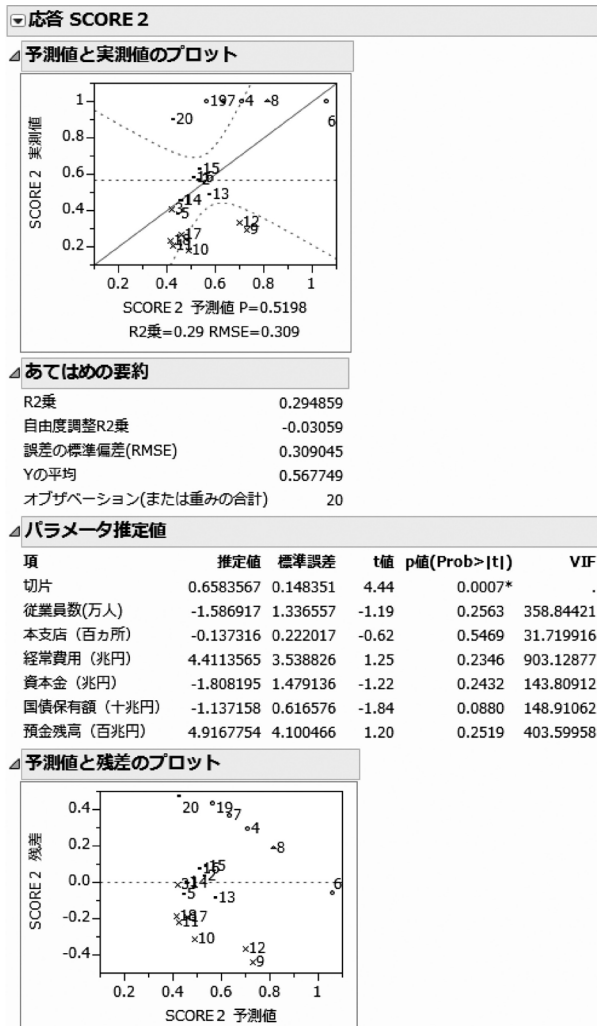 応答 SCORE 2
予測値と実測値のプロット
1
0.8
0.6
0.4
0.2
SCORE 2 実測値
197
4
8
20
6
15
16
2
13
3
14
5
12
9
17
18
11
10
0.2 0.4 0.6 0.8 1
SCORE 2 予測値 P=0.5198
R2乗=0.29 RMSE=0.309
あてはめの要約
R2乗 0.294859
自由度調整R2乗 -0.03059
誤差の標準偏差(RMSE) 0.309045
Yの平均 0.567749
オブザベーション(または重みの合計) 20
パラメータ推定値
項 推定値 標準誤差 t値 p値(Prob>|t|) VIF
切片 0.6583567 0.148351 4.44 0.0007* .
従業員数(万人) -1.586917 1.336557 -1.19 0.2563 358.84421
本支店（百ヵ所） -0.137316 0.222017 -0.62 0.5469 31.719916
経常費用（兆円） 4.4113565 3.538826 1.25 0.2346 903.12877
資本金（兆円） -1.808195 1.479136 -1.22 0.2432 143.80912
国債保有額（十兆円） -1.137158 0.616576 -1.84 0.0880 148.91062
預金残高（百兆円） 4.9167754 4.100466 1.20 0.2519 403.59958
予測値と残差のプロット
0.4
0.2
0.0
-0.2
-0.4
SCORE 2 残差
20
19
7
4
8
15
16
2
6
3
14
5
13
18
17
11
10
12
9
0.2 0.4 0.6 0.8 1
SCORE 2 予測値